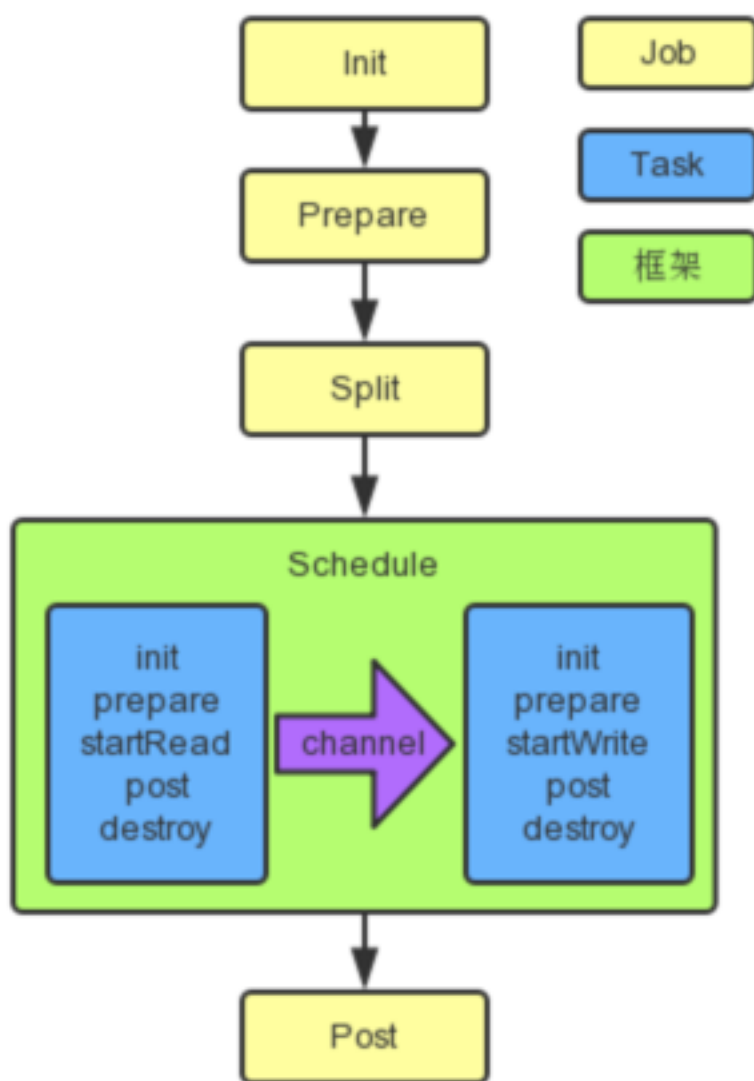 Init
Job
Task
Prepare
框架
Split
Schedule
init
prepare
startRead
post
destroy
channel
init
prepare
startWrite
post
destroy
Post